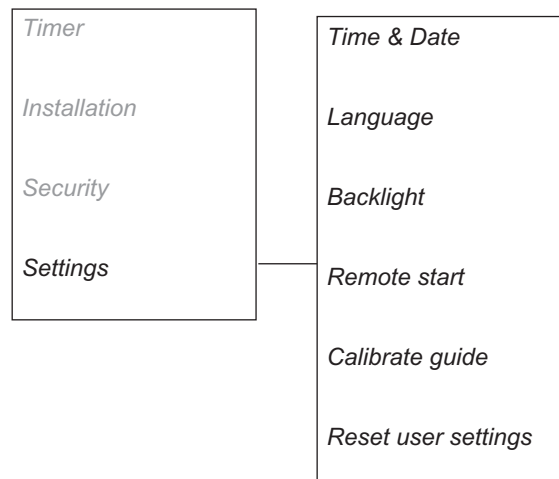 Timer
Installation
Security
Settings
Time & Date
Language
Backlight
Remote start
Calibrate guide
Reset user settings